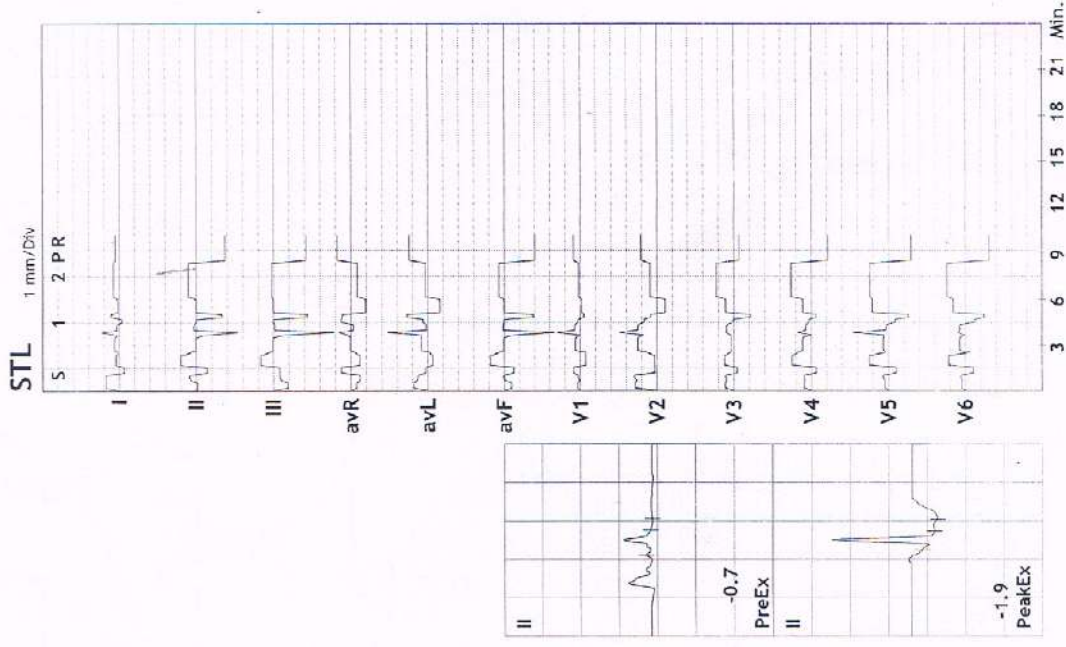 STL
1 mm/Div
S 1 2 P R
I
II
III
avR
avL
avF
V1
V2
V3
V4
V5
V6
3 6 9 12 15 18 21 Min.
II
-0.7
PreEx
II
-1.9
PeakEx